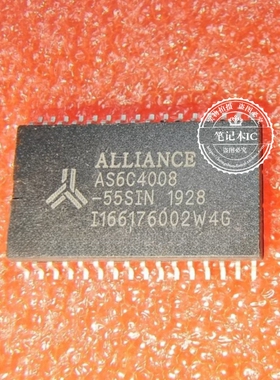 笔记本IC
ALLIANCE
AS6C4008
-55SIN 1928
I166176002W4G